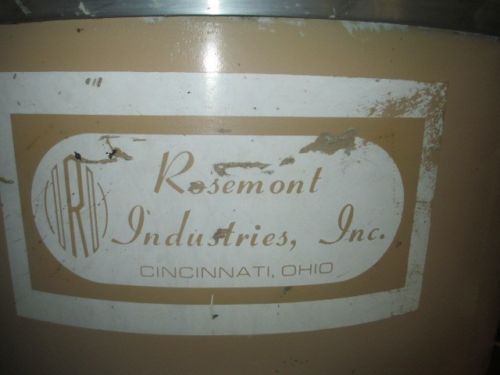 Rosemont
Industries, Inc.
CINCINNATI, OHIO